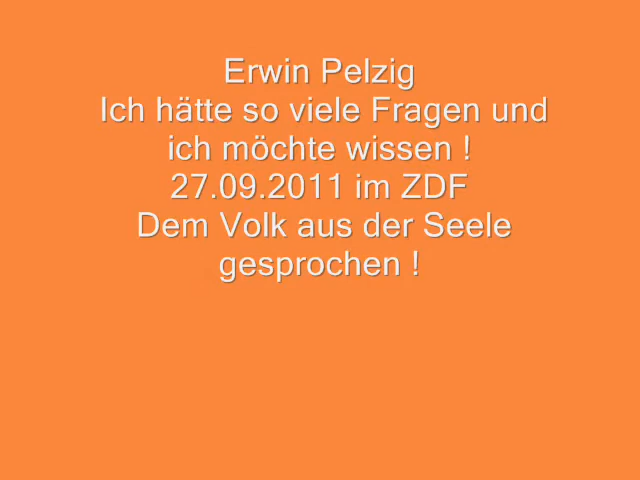 Erwin Pelzig
Ich hätte so viele Fragen und
ich möchte wissen !
27.09.2011 im ZDF
Dem Volk aus der Seele
gesprochen !